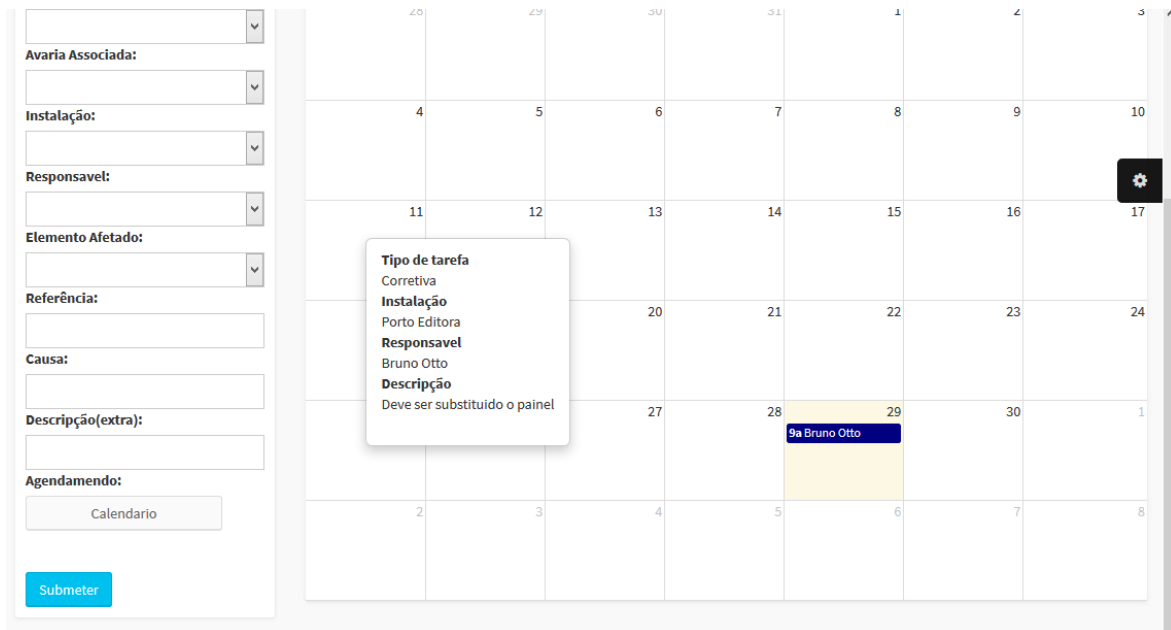 Avaria Associada:
Instalação:
Responsavel:
Elemento Afetado:
Referência:
Causa:
Descripção(extra):
Agendamendo:
Calendario
Submeter
28 29 30 31 1 2 3
4 5 6 7 8 9 10
11 12 13 14 15 16 17
20 21 22 23 24
27 28 29 30 1
9a Bruno Otto
2 3 4 5 6 7 8
Tipo de tarefa
Corretiva
Instalação
Porto Editora
Responsavel
Bruno Otto
Descripção
Deve ser substituido o painel